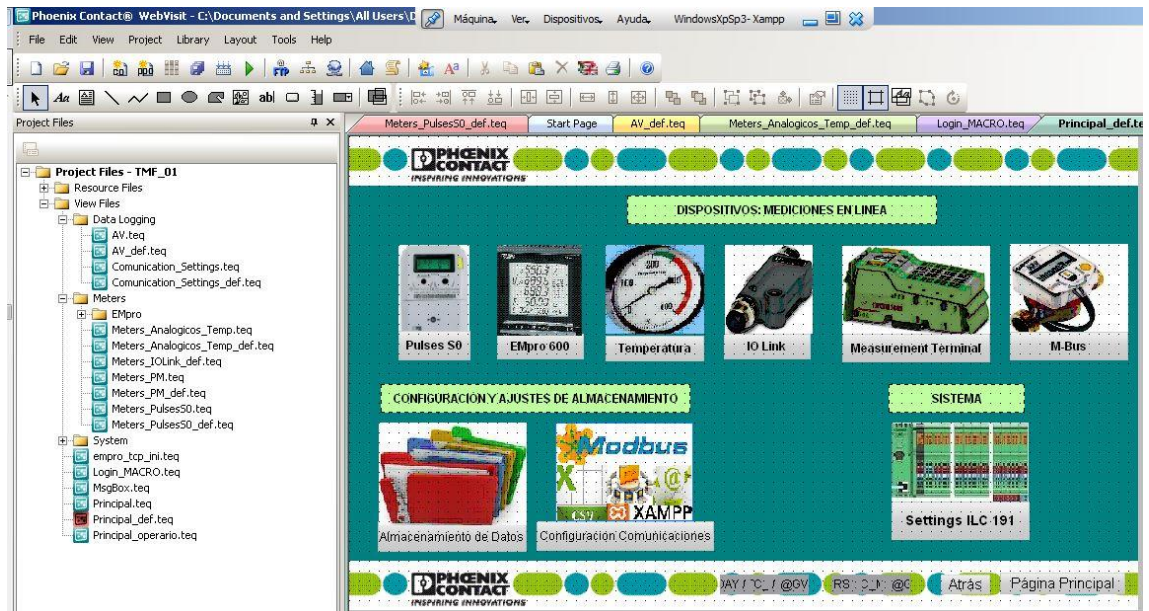 Phoenix Contact® WebVisit - C:\Documents and Settings\All Users\D
Máquina Ver Dispositivos Ayuda WindowsXpSp3- Xampp
File Edit View Project Library Layout Tools Help
Project Files
Meters_PulsesS0_def.teq
Start Page
AV_def.teq
Meters_Analogicos_Temp_def.teq
Login_MACRO.teq
Principal_def.te
Project Files - TMF_01
Resource Files
View Files
Data Logging
AV.teq
AV_def.teq
Comunication_Settings.teq
Comunication_Settings_def.teq
Meters
EMpro
Meters_Analogicos_Temp.teq
Meters_Analogicos_Temp_def.teq
Meters_IOLink_def.teq
Meters_PM.teq
Meters_PM_def.teq
Meters_PulsesS0.teq
Meters_PulsesS0_def.teq
System
empro_tcp_ini.teq
Login_MACRO.teq
MsgBox.teq
Principal.teq
Principal_def.teq
Principal_operario.teq
PHŒNIX
CONTACT
INSPIRING INNOVATIONS
DISPOSITIVOS: MEDICIONES EN LINEA
Pulses S0
EMpro 600
Temperatura
IO Link
Measurement Terminal
M-Bus
CONFIGURACIÓN Y AJUSTES DE ALMACENAMIENTO
SISTEMA
Modbus
CSV
XAMPP
Almacenamiento de Datos
Configuración Comunicaciones
Settings ILC 191
PHŒNIX
CONTACT
INSPIRING INNOVATIONS
Atrás
Página Principal